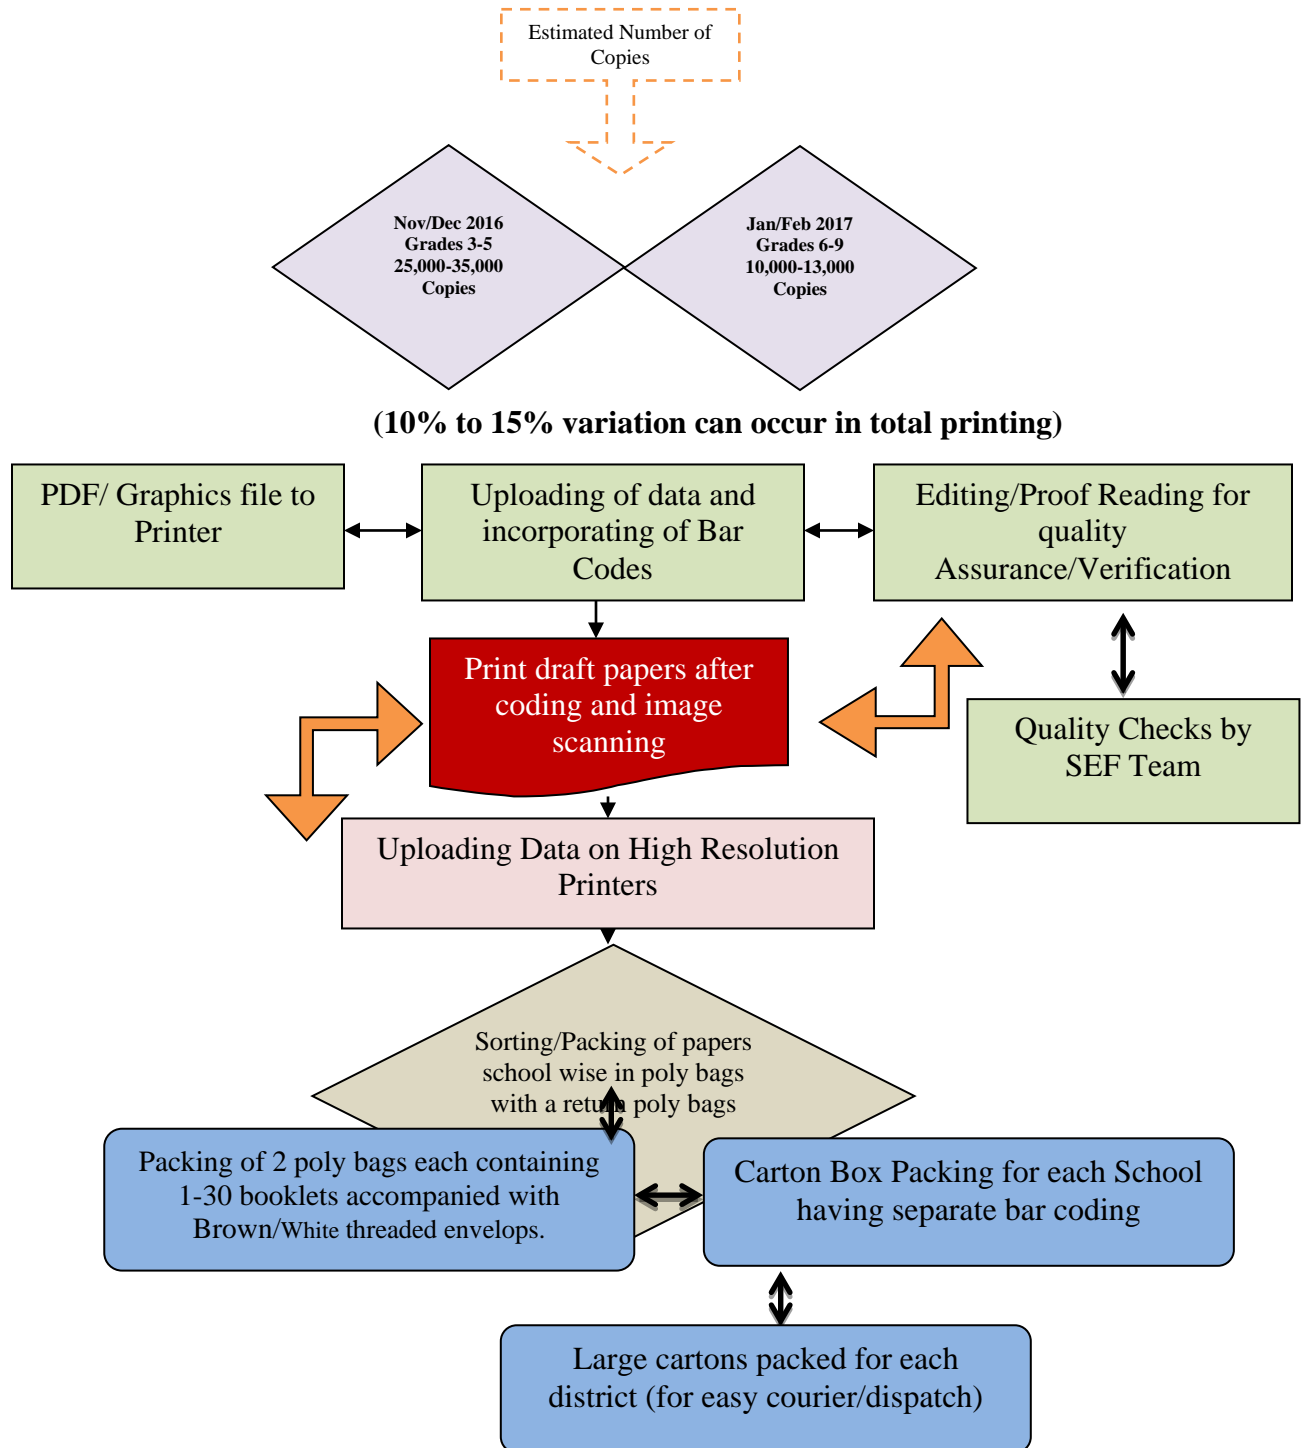 Estimated Number of
Copies
Nov/Dec 2016
Grades 3-5
25,000-35,000
Copies
Jan/Feb 2017
Grades 6-9
10,000-13,000
Copies
(10% to 15% variation can occur in total printing)
PDF/ Graphics file to
Printer
Uploading of data and
incorporating of Bar
Codes
Editing/Proof Reading for
quality
Assurance/Verification
Print draft papers after
coding and image
scanning
Quality Checks by
SEF Team
Uploading Data on High Resolution
Printers
Sorting/Packing of papers
school wise in poly bags
with a return poly bags
Packing of 2 poly bags each containing
1-30 booklets accompanied with
Brown/White threaded envelops.
Carton Box Packing for each School
having separate bar coding
Large cartons packed for each
district (for easy courier/dispatch)